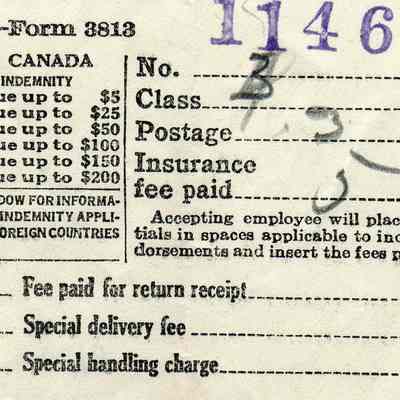 -Form 3813
1146
CANADA
INDEMNITY
ue up to $5
ue up to $25
ue up to $50
ue up to $100
ue up to $150
ue up to $200
DOW FOR INFORMA-
INDEMNITY APPLI-
OREIGN COUNTRIES
No.
Class 3
Postage
Insurance
fee paid 5
Accepting employee will plac
tials in spaces applicable to inc
dorsements and insert the fees p
Fee paid for return receipt
Special delivery fee
Special handling charge